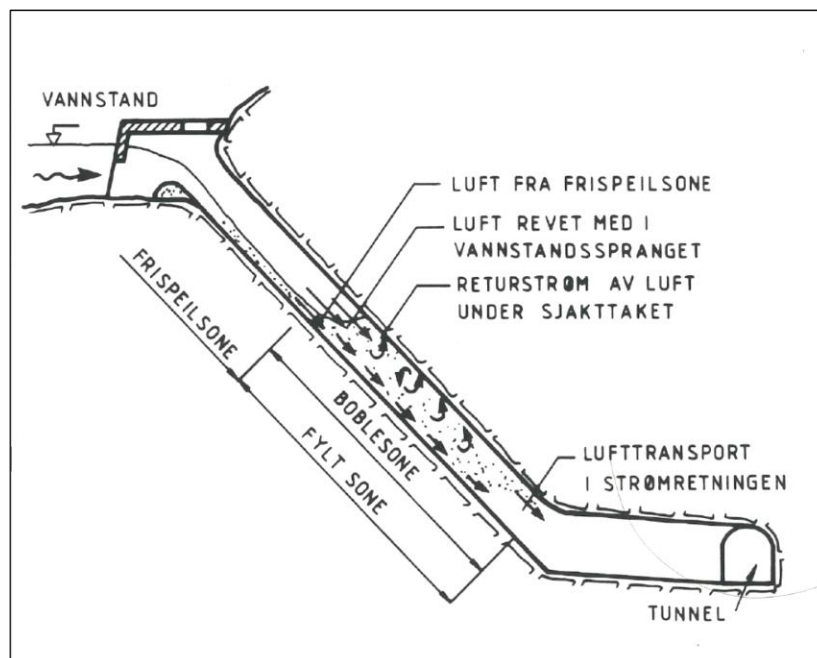 VANNSTAND
LUFT FRA FRISPEILSONE
LUFT REVET MED I
VANNSTANDSSPRANGET
RETURSTRØM AV LUFT
UNDER SJAKTTAKET
FRISPEILSONE
BOBLESONE
FYLT SONE
LUFTTRANSPORT
I STRØMRETNINGEN
TUNNEL